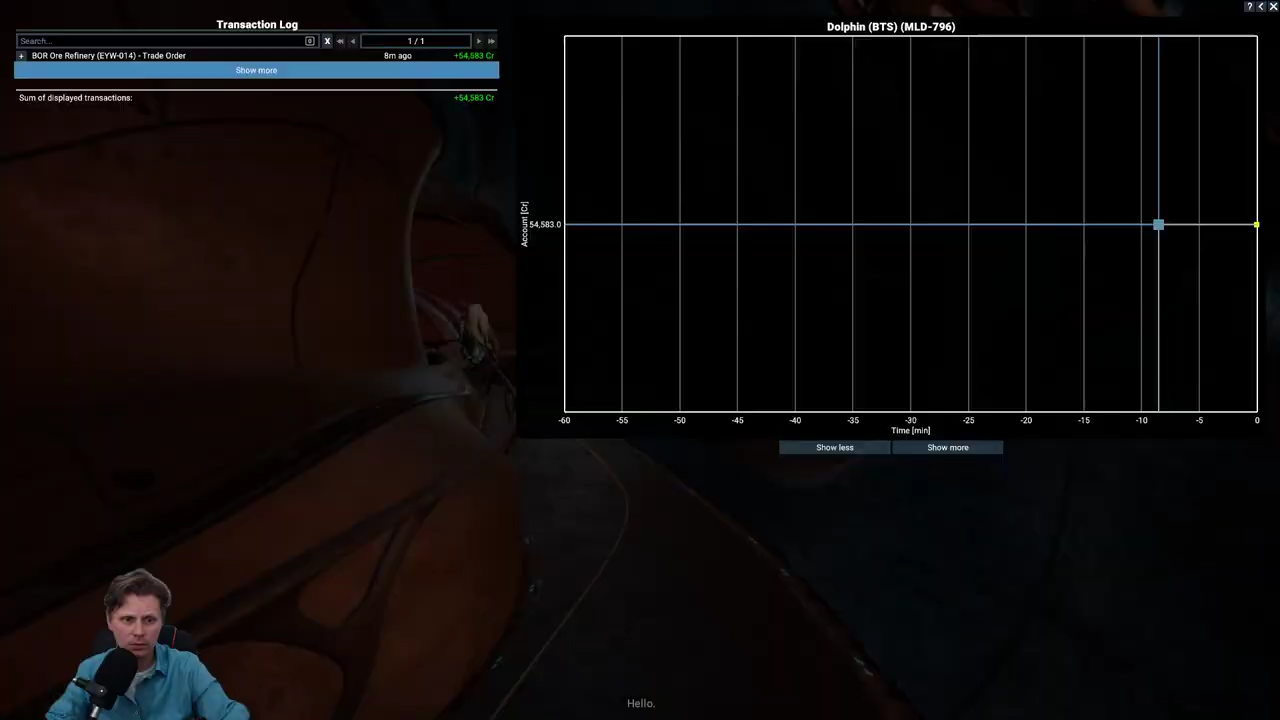 Transaction Log
Search...
0
X
1 / 1
BOR Ore Refinery (EYW-014) - Trade Order 8m ago +54,583 Cr
Show more
Sum of displayed transactions: +54,583 Cr
? X
Dolphin (BTS) (MLD-796)
Account [Cr]
54,583.0
-60 -55 -50 -45 -40 -35 -30 -25 -20 -15 -10 -5 0
Time [min]
Show less Show more
Hello.